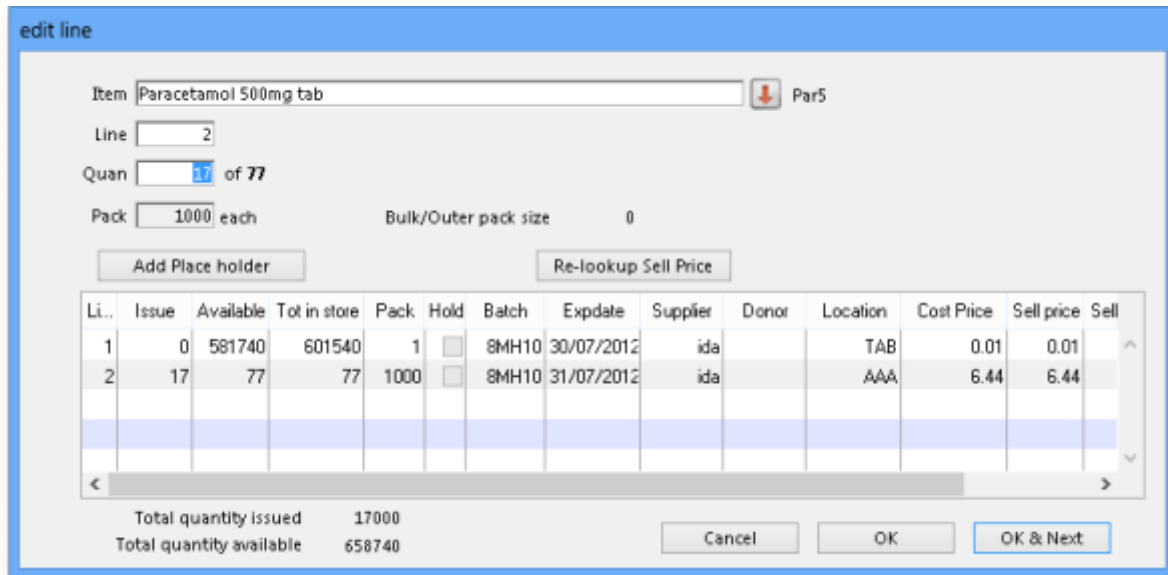 edit line
Item Paracetamol 500mg tab Par5
Line 2
Quan 17 of 77
Pack 1000 each Bulk/Outer pack size 0
Add Place holder Re-lookup Sell Price
Li... Issue Available Tot in store Pack Hold Batch Expdate Supplier Donor Location Cost Price Sell price Sell
1 0 581740 601540 1 8MH10 30/07/2012 ida TAB 0.01 0.01
2 17 77 77 1000 8MH10 31/07/2012 ida AAA 6.44 6.44
Total quantity issued 17000
Total quantity available 658740
Cancel OK OK & Next